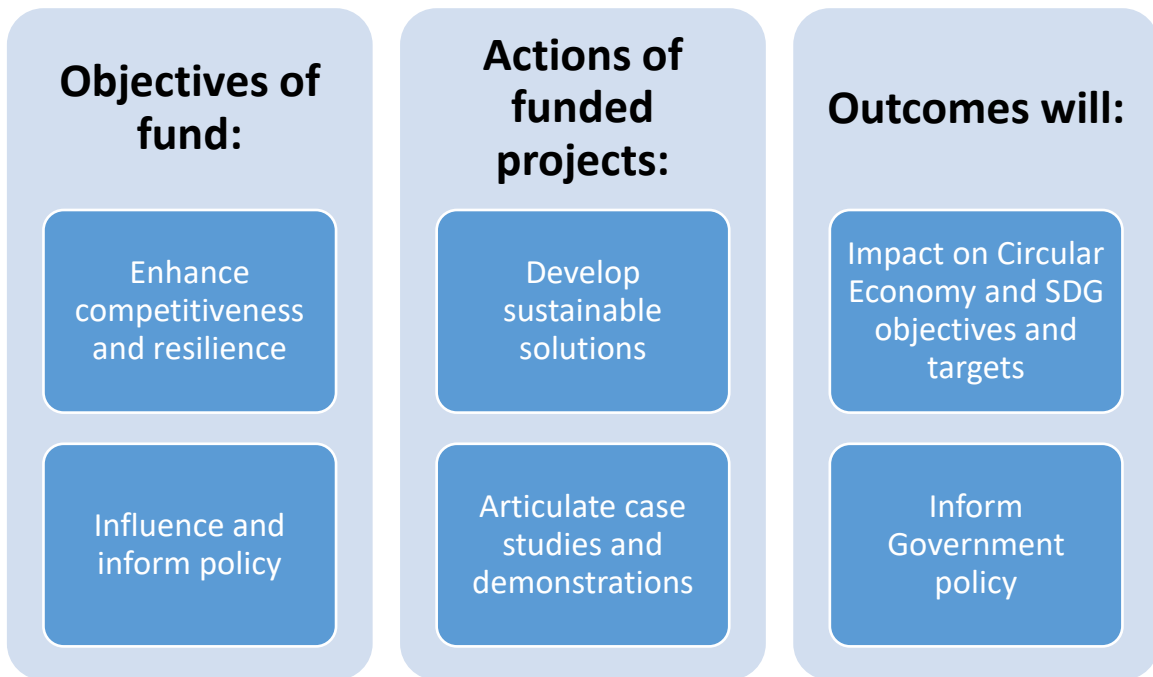 Objectives of
fund:
Enhance
competitiveness
and resilience
Influence and
inform policy
Actions of
funded
projects:
Develop
sustainable
solutions
Articulate case
studies and
demonstrations
Outcomes will:
Impact on Circular
Economy and SDG
objectives and
targets
Inform
Government
policy